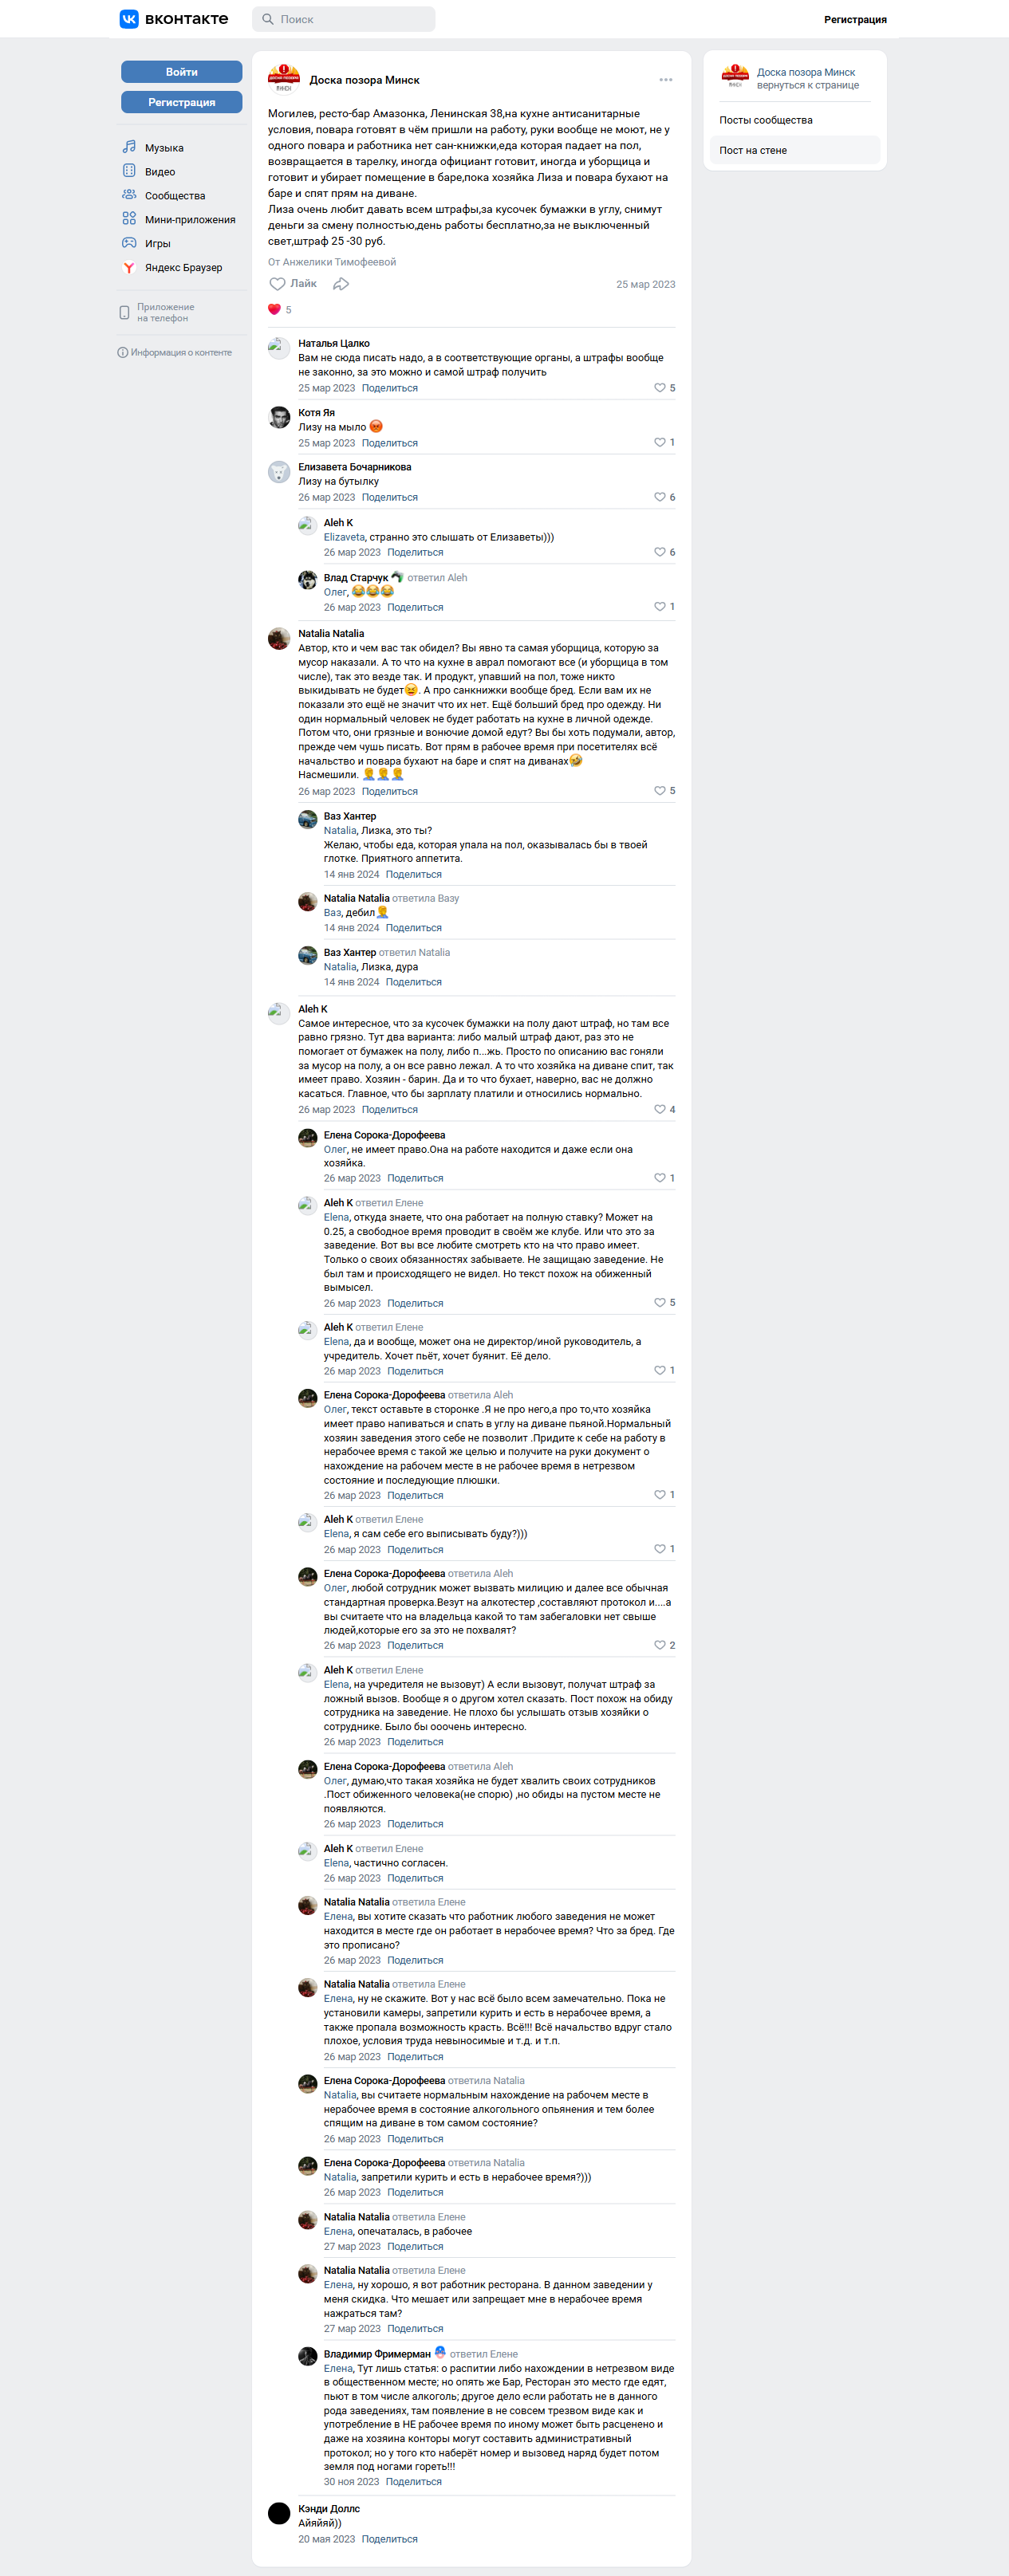 вконтакте
Поиск
Регистрация
Войти
Регистрация
Музыка
Видео
Сообщества
Мини-приложения
Игры
Яндекс Браузер
Приложение
на телефон
Информация о контенте
Доска позора Минск
Могилев, ресто-бар Амазонка, Ленинская 38,на кухне антисанитарные
условия, повара готовят в чём пришли на работу, руки вообще не моют, не у
одного повара и работника нет сан-книжки,еда которая падает на пол,
возвращается в тарелку, иногда официант готовит, иногда и уборщица и
готовит и убирает помещение в баре,пока хозяйка Лиза и повара бухают на
баре и спят прям на диване.
Лиза очень любит давать всем штрафы,за кусочек бумажки в углу, снимут
деньги за смену полностью,день работы бесплатно,за не выключенный
свет,штраф 25 -30 руб.
От Анжелики Тимофеевой
Лайк
25 мар 2023
5
Наталья Цалко
Вам не сюда писать надо, а в соответствующие органы, а штрафы вообще
не законно, за это можно и самой штраф получить
25 мар 2023 Поделиться 5
Котя Яя
Лизу на мыло 😡
25 мар 2023 Поделиться 1
Елизавета Бочарникова
Лизу на бутылку
26 мар 2023 Поделиться 6
Aleh K
Elizaveta, странно это слышать от Елизаветы)))
26 мар 2023 Поделиться 6
Влад Старчук ответил Aleh
Олег, 😂😂😂
26 мар 2023 Поделиться 1
Natalia Natalia
Автор, кто и чем вас так обидел? Вы явно та самая уборщица, которую за
мусор наказали. А то что на кухне в аврал помогают все (и уборщица в том
числе), так это везде так. И продукт, упавший на пол, тоже никто
выкидывать не будет😆. А про санкнижки вообще бред. Если вам их не
показали это ещё не значит что их нет. Ещё больший бред про одежду. Ни
один нормальный человек не будет работать на кухне в личной одежде.
Потом что, они грязные и вонючие домой едут? Вы бы хоть подумали, автор,
прежде чем чушь писать. Вот прям в рабочее время при посетителях всё
начальство и повара бухают на баре и спят на диванах🤣
Насмешили. 🤦‍♂️🤦‍♂️🤦‍♂️
26 мар 2023 Поделиться 5
Ваз Хантер
Natalia, Лизка, это ты?
Желаю, чтобы еда, которая упала на пол, оказывалась бы в твоей
глотке. Приятного аппетита.
14 янв 2024 Поделиться
Natalia Natalia ответила Вазу
Ваз, дебил🤦‍♂️
14 янв 2024 Поделиться
Ваз Хантер ответил Natalia
Natalia, Лизка, дура
14 янв 2024 Поделиться
Aleh K
Самое интересное, что за кусочек бумажки на полу дают штраф, но там все
равно грязно. Тут два варианта: либо малый штраф дают, раз это не
помогает от бумажек на полу, либо п...жь. Просто по описанию вас гоняли
за мусор на полу, а он все равно лежал. А то что хозяйка на диване спит, так
имеет право. Хозяин - барин. Да и то что бухает, наверно, вас не должно
касаться. Главное, что бы зарплату платили и относились нормально.
26 мар 2023 Поделиться 4
Елена Сорока-Дорофеева
Олег, не имеет право.Она на работе находится и даже если она
хозяйка.
26 мар 2023 Поделиться 1
Aleh K ответил Елене
Elena, откуда знаете, что она работает на полную ставку? Может на
0.25, а свободное время проводит в своём же клубе. Или что это за
заведение. Вот вы все любите смотреть кто на что право имеет.
Только о своих обязанностях забываете. Не защищаю заведение. Не
был там и происходящего не видел. Но текст похож на обиженный
вымысел.
26 мар 2023 Поделиться 5
Aleh K ответил Елене
Elena, да и вообще, может она не директор/иной руководитель, а
учредитель. Хочет пьёт, хочет буянит. Её дело.
26 мар 2023 Поделиться 1
Елена Сорока-Дорофеева ответила Aleh
Олег, текст оставьте в сторонке .Я не про него,а про то,что хозяйка
имеет право напиваться и спать в углу на диване пьяной.Нормальный
хозяин заведения этого себе не позволит .Придите к себе на работу в
нерабочее время с такой же целью и получите на руки документ о
нахождение на рабочем месте в не рабочее время в нетрезвом
состояние и последующие плюшки.
26 мар 2023 Поделиться 1
Aleh K ответил Елене
Elena, я сам себе его выписывать буду?)))
26 мар 2023 Поделиться 1
Елена Сорока-Дорофеева ответила Aleh
Олег, любой сотрудник может вызвать милицию и далее все обычная
стандартная проверка.Везут на алкотестер ,составляют протокол и....а
вы считаете что на владельца какой то там забегаловки нет свыше
людей,которые его за это не похвалят?
26 мар 2023 Поделиться 2
Aleh K ответил Елене
Elena, на учредителя не вызовут) А если вызовут, получат штраф за
ложный вызов. Вообще я о другом хотел сказать. Пост похож на обиду
сотрудника на заведение. Не плохо бы услышать отзыв хозяйки о
сотруднике. Было бы ооочень интересно.
26 мар 2023 Поделиться
Елена Сорока-Дорофеева ответила Aleh
Олег, думаю,что такая хозяйка не будет хвалить своих сотрудников
.Пост обиженного человека(не спорю) ,но обиды на пустом месте не
появляются.
26 мар 2023 Поделиться
Aleh K ответил Елене
Elena, частично согласен.
26 мар 2023 Поделиться
Natalia Natalia ответила Елене
Елена, вы хотите сказать что работник любого заведения не может
находится в месте где он работает в нерабочее время? Что за бред. Где
это прописано?
26 мар 2023 Поделиться
Natalia Natalia ответила Елене
Елена, ну не скажите. Вот у нас всё было всем замечательно. Пока не
установили камеры, запретили курить и есть в нерабочее время, а
также пропала возможность красть. Всё!!! Всё начальство вдруг стало
плохое, условия труда невыносимые и т.д. и т.п.
26 мар 2023 Поделиться
Елена Сорока-Дорофеева ответила Natalia
Natalia, вы считаете нормальным нахождение на рабочем месте в
нерабочее время в состояние алкогольного опьянения и тем более
спящим на диване в том самом состояние?
26 мар 2023 Поделиться
Елена Сорока-Дорофеева ответила Natalia
Natalia, запретили курить и есть в нерабочее время?)))
26 мар 2023 Поделиться
Natalia Natalia ответила Елене
Елена, опечаталась, в рабочее
27 мар 2023 Поделиться
Natalia Natalia ответила Елене
Елена, ну хорошо, я вот работник ресторана. В данном заведении у
меня скидка. Что мешает или запрещает мне в нерабочее время
нажраться там?
27 мар 2023 Поделиться
Владимир Фримерман ответил Елене
Елена, Тут лишь статья: о распитии либо нахождении в нетрезвом виде
в общественном месте; но опять же Бар, Ресторан это место где едят,
пьют в том числе алкоголь; другое дело если работать не в данного
рода заведениях, там появление в не совсем трезвом виде как и
употребление в НЕ рабочее время по иному может быть расценено и
даже на хозяина конторы могут составить административный
протокол; но у того кто наберёт номер и вызовед наряд будет потом
земля под ногами гореть!!!
30 ноя 2023 Поделиться
Кэнди Доллс
Айяйяй))
20 мая 2023 Поделиться
Доска позора Минск
вернуться к странице
Посты сообщества
Пост на стене